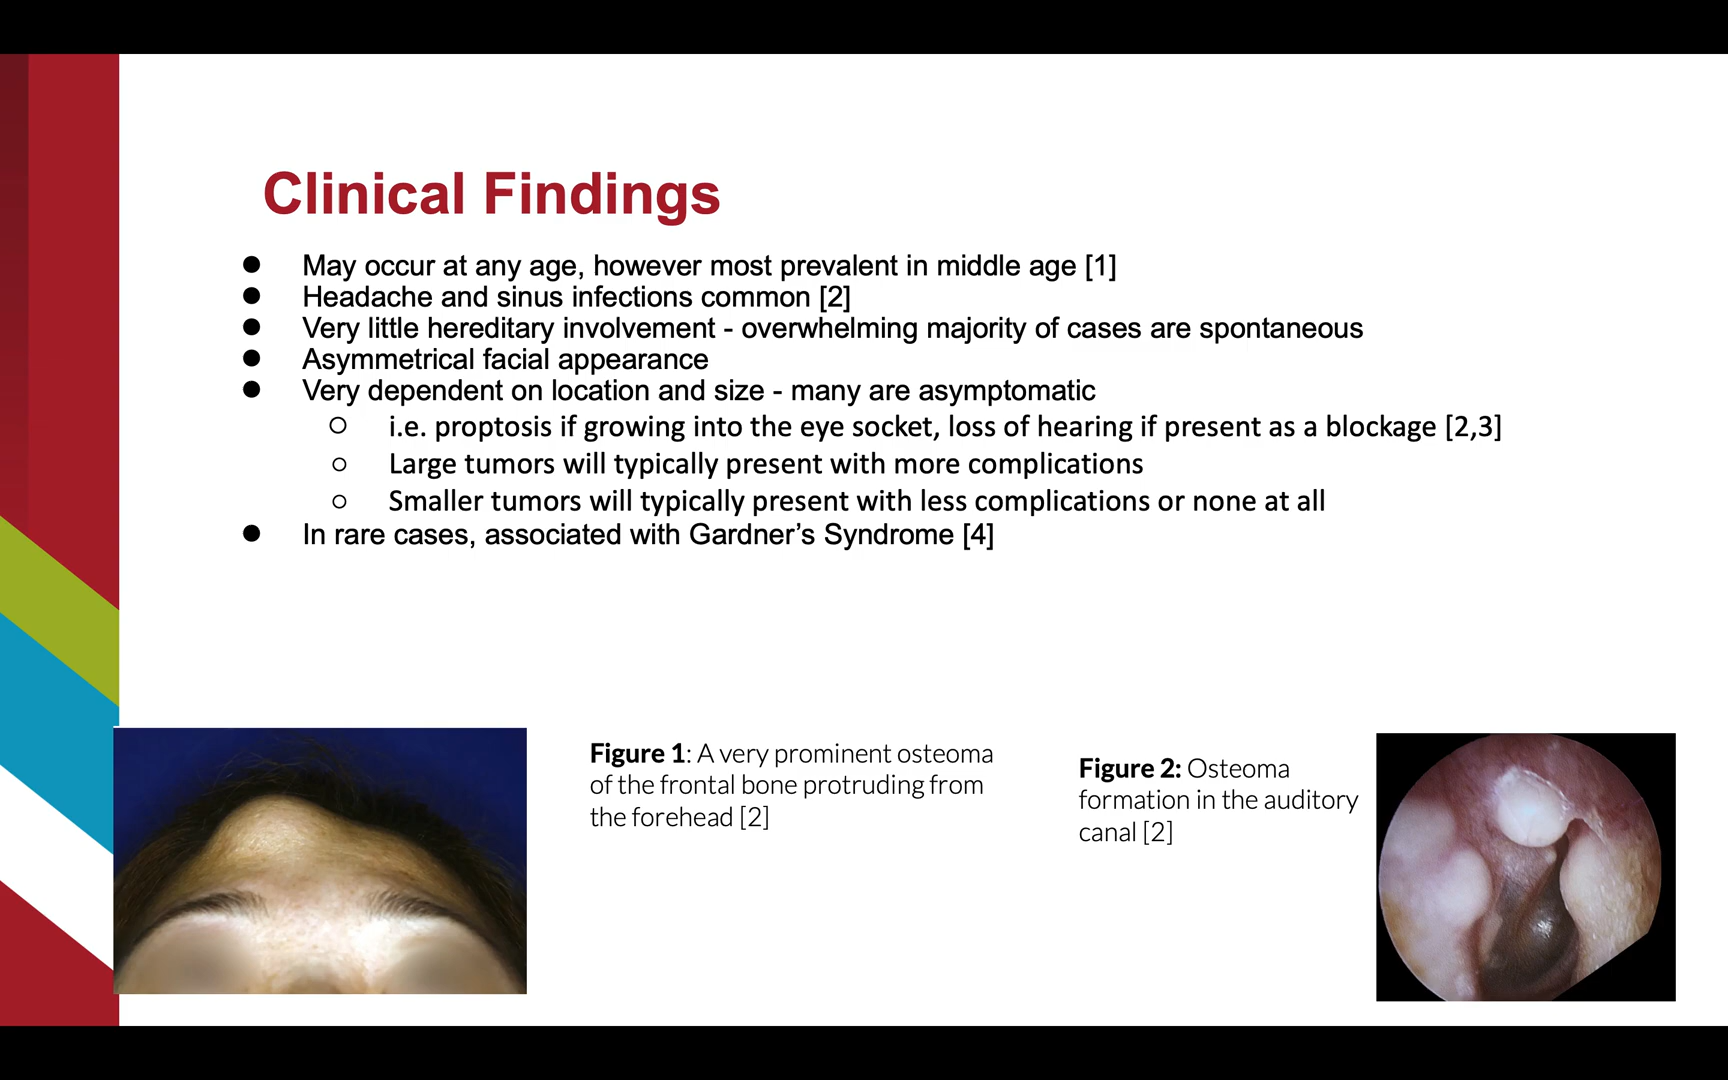 Clinical Findings
● May occur at any age, however most prevalent in middle age [1]
● Headache and sinus infections common [2]
● Very little hereditary involvement - overwhelming majority of cases are spontaneous
● Asymmetrical facial appearance
● Very dependent on location and size - many are asymptomatic
○ i.e. proptosis if growing into the eye socket, loss of hearing if present as a blockage [2,3]
○ Large tumors will typically present with more complications
○ Smaller tumors will typically present with less complications or none at all
● In rare cases, associated with Gardner’s Syndrome [4]
Figure 1: A very prominent osteoma
of the frontal bone protruding from
the forehead [2]
Figure 2: Osteoma
formation in the auditory
canal [2]